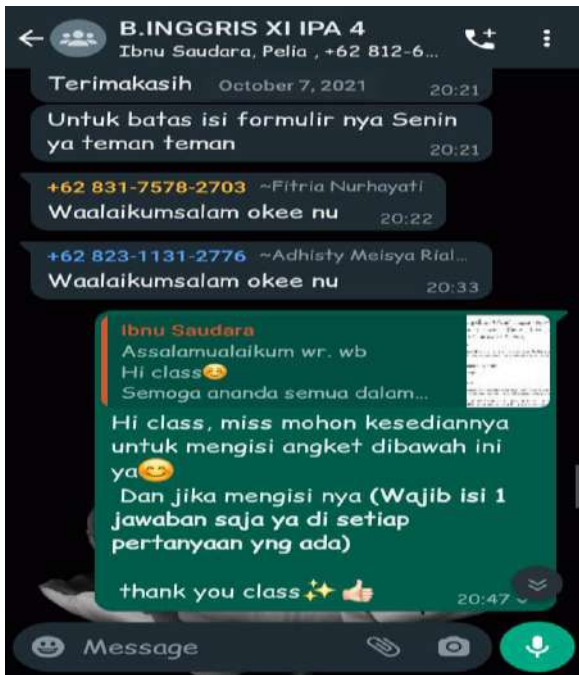 B.INGGRIS XI IPA 4
Ibnu Saudara, Pelia , +62 812-6...
Terimakasih October 7, 2021 20:21
Untuk batas isi formulir nya Senin
ya teman teman 20:21
+62 831-7578-2703 ~Fitria Nurhayati
Waalaikumsalam okee nu 20:22
+62 823-1131-2776 ~Adhisty Meisya Rial...
Waalaikumsalam okee nu 20:33
Ibnu Saudara
Assalamualaikum wr. wb
Hi class😊
Semoga ananda semua dalam...
Hi class, miss mohon kesediannya
untuk mengisi angket dibawah ini
ya😊
Dan jika mengisi nya (Wajib isi 1
jawaban saja ya di setiap
pertanyaan yng ada)
thank you class✨👍🏻 20:47
Message